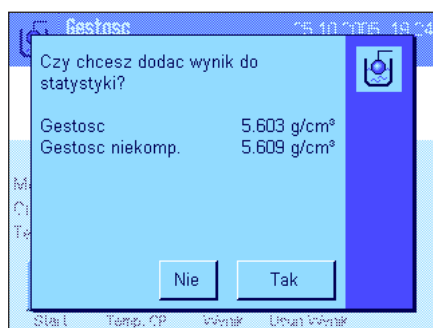 Gestosc 25.10.2005 19:24
Czy chcesz dodac wynik do
statystyki?
Gestosc 5.603 g/cm³
Gestosc niekomp. 5.609 g/cm³
Nie Tak
Start Temp. CP Wynik Usun Wynik